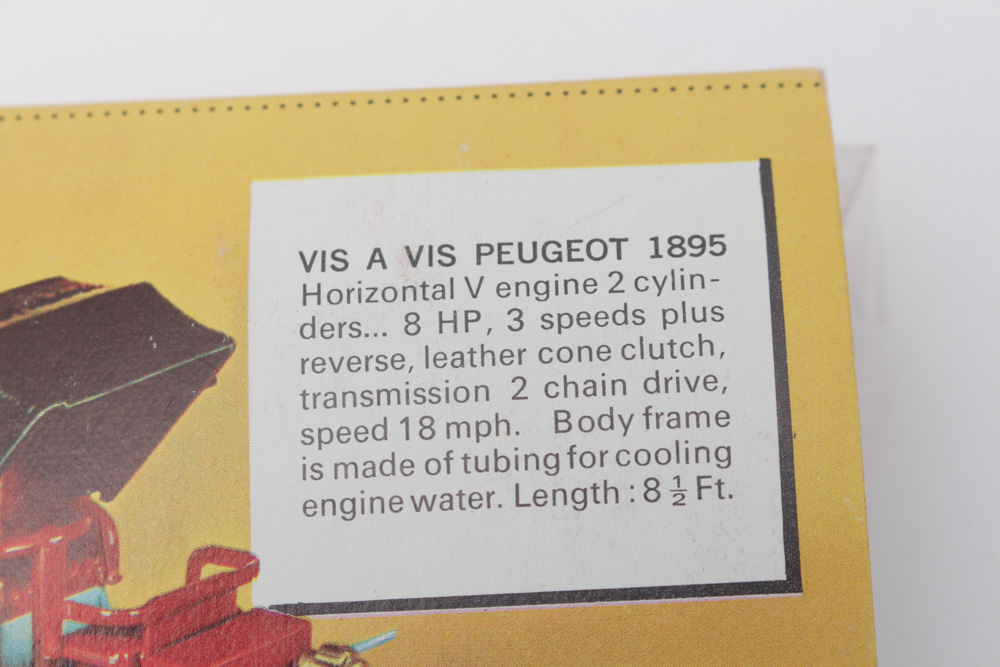 VIS A VIS PEUGEOT 1895
Horizontal V engine 2 cylin-
ders... 8 HP, 3 speeds plus
reverse, leather cone clutch,
transmission 2 chain drive,
speed 18 mph. Body frame
is made of tubing for cooling
engine water. Length : 8 ½ Ft.